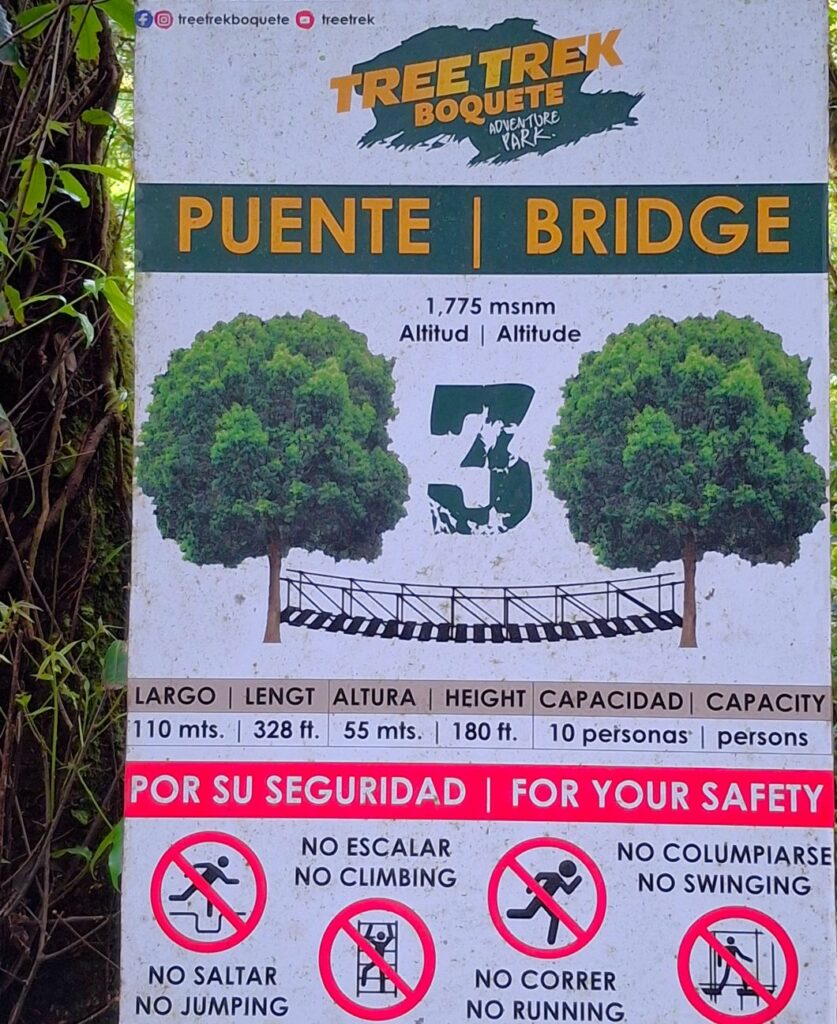 treetrekboquete treetrek
TREE TREK
BOQUETE
ADVENTURE
PARK.
PUENTE | BRIDGE
1,775 msnm
Altitud | Altitude
3
LARGO | LENGT ALTURA | HEIGHT CAPACIDAD | CAPACITY
110 mts. | 328 ft. 55 mts. | 180 ft. 10 personas | persons
POR SU SEGURIDAD | FOR YOUR SAFETY
NO ESCALAR
NO CLIMBING
NO COLUMPIARSE
NO SWINGING
NO SALTAR
NO JUMPING
NO CORRER
NO RUNNING